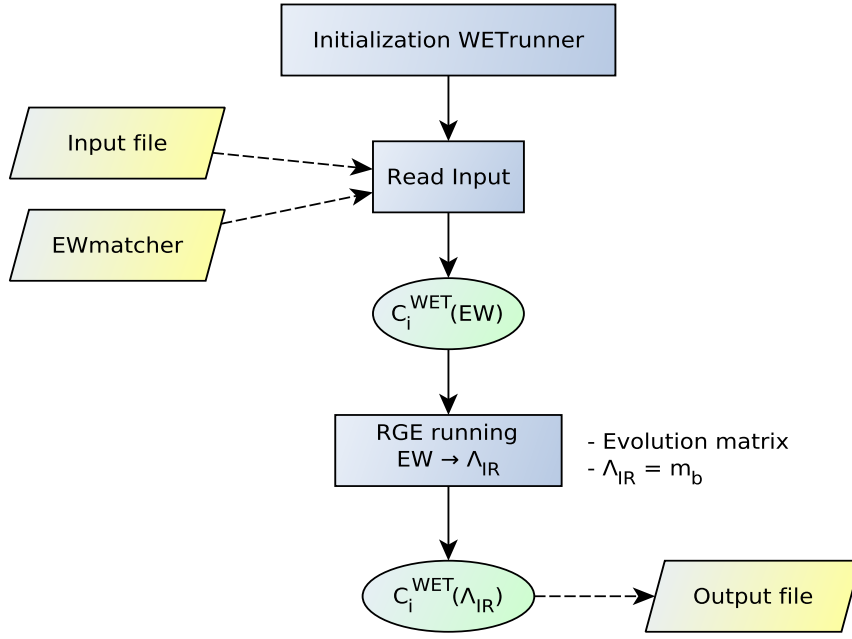 Initialization WETrunner
Input file
Read Input
EWmatcher
C_i^WET(EW)
RGE running
EW → Λ_IR
- Evolution matrix
- Λ_IR = m_b
C_i^WET(Λ_IR)
Output file